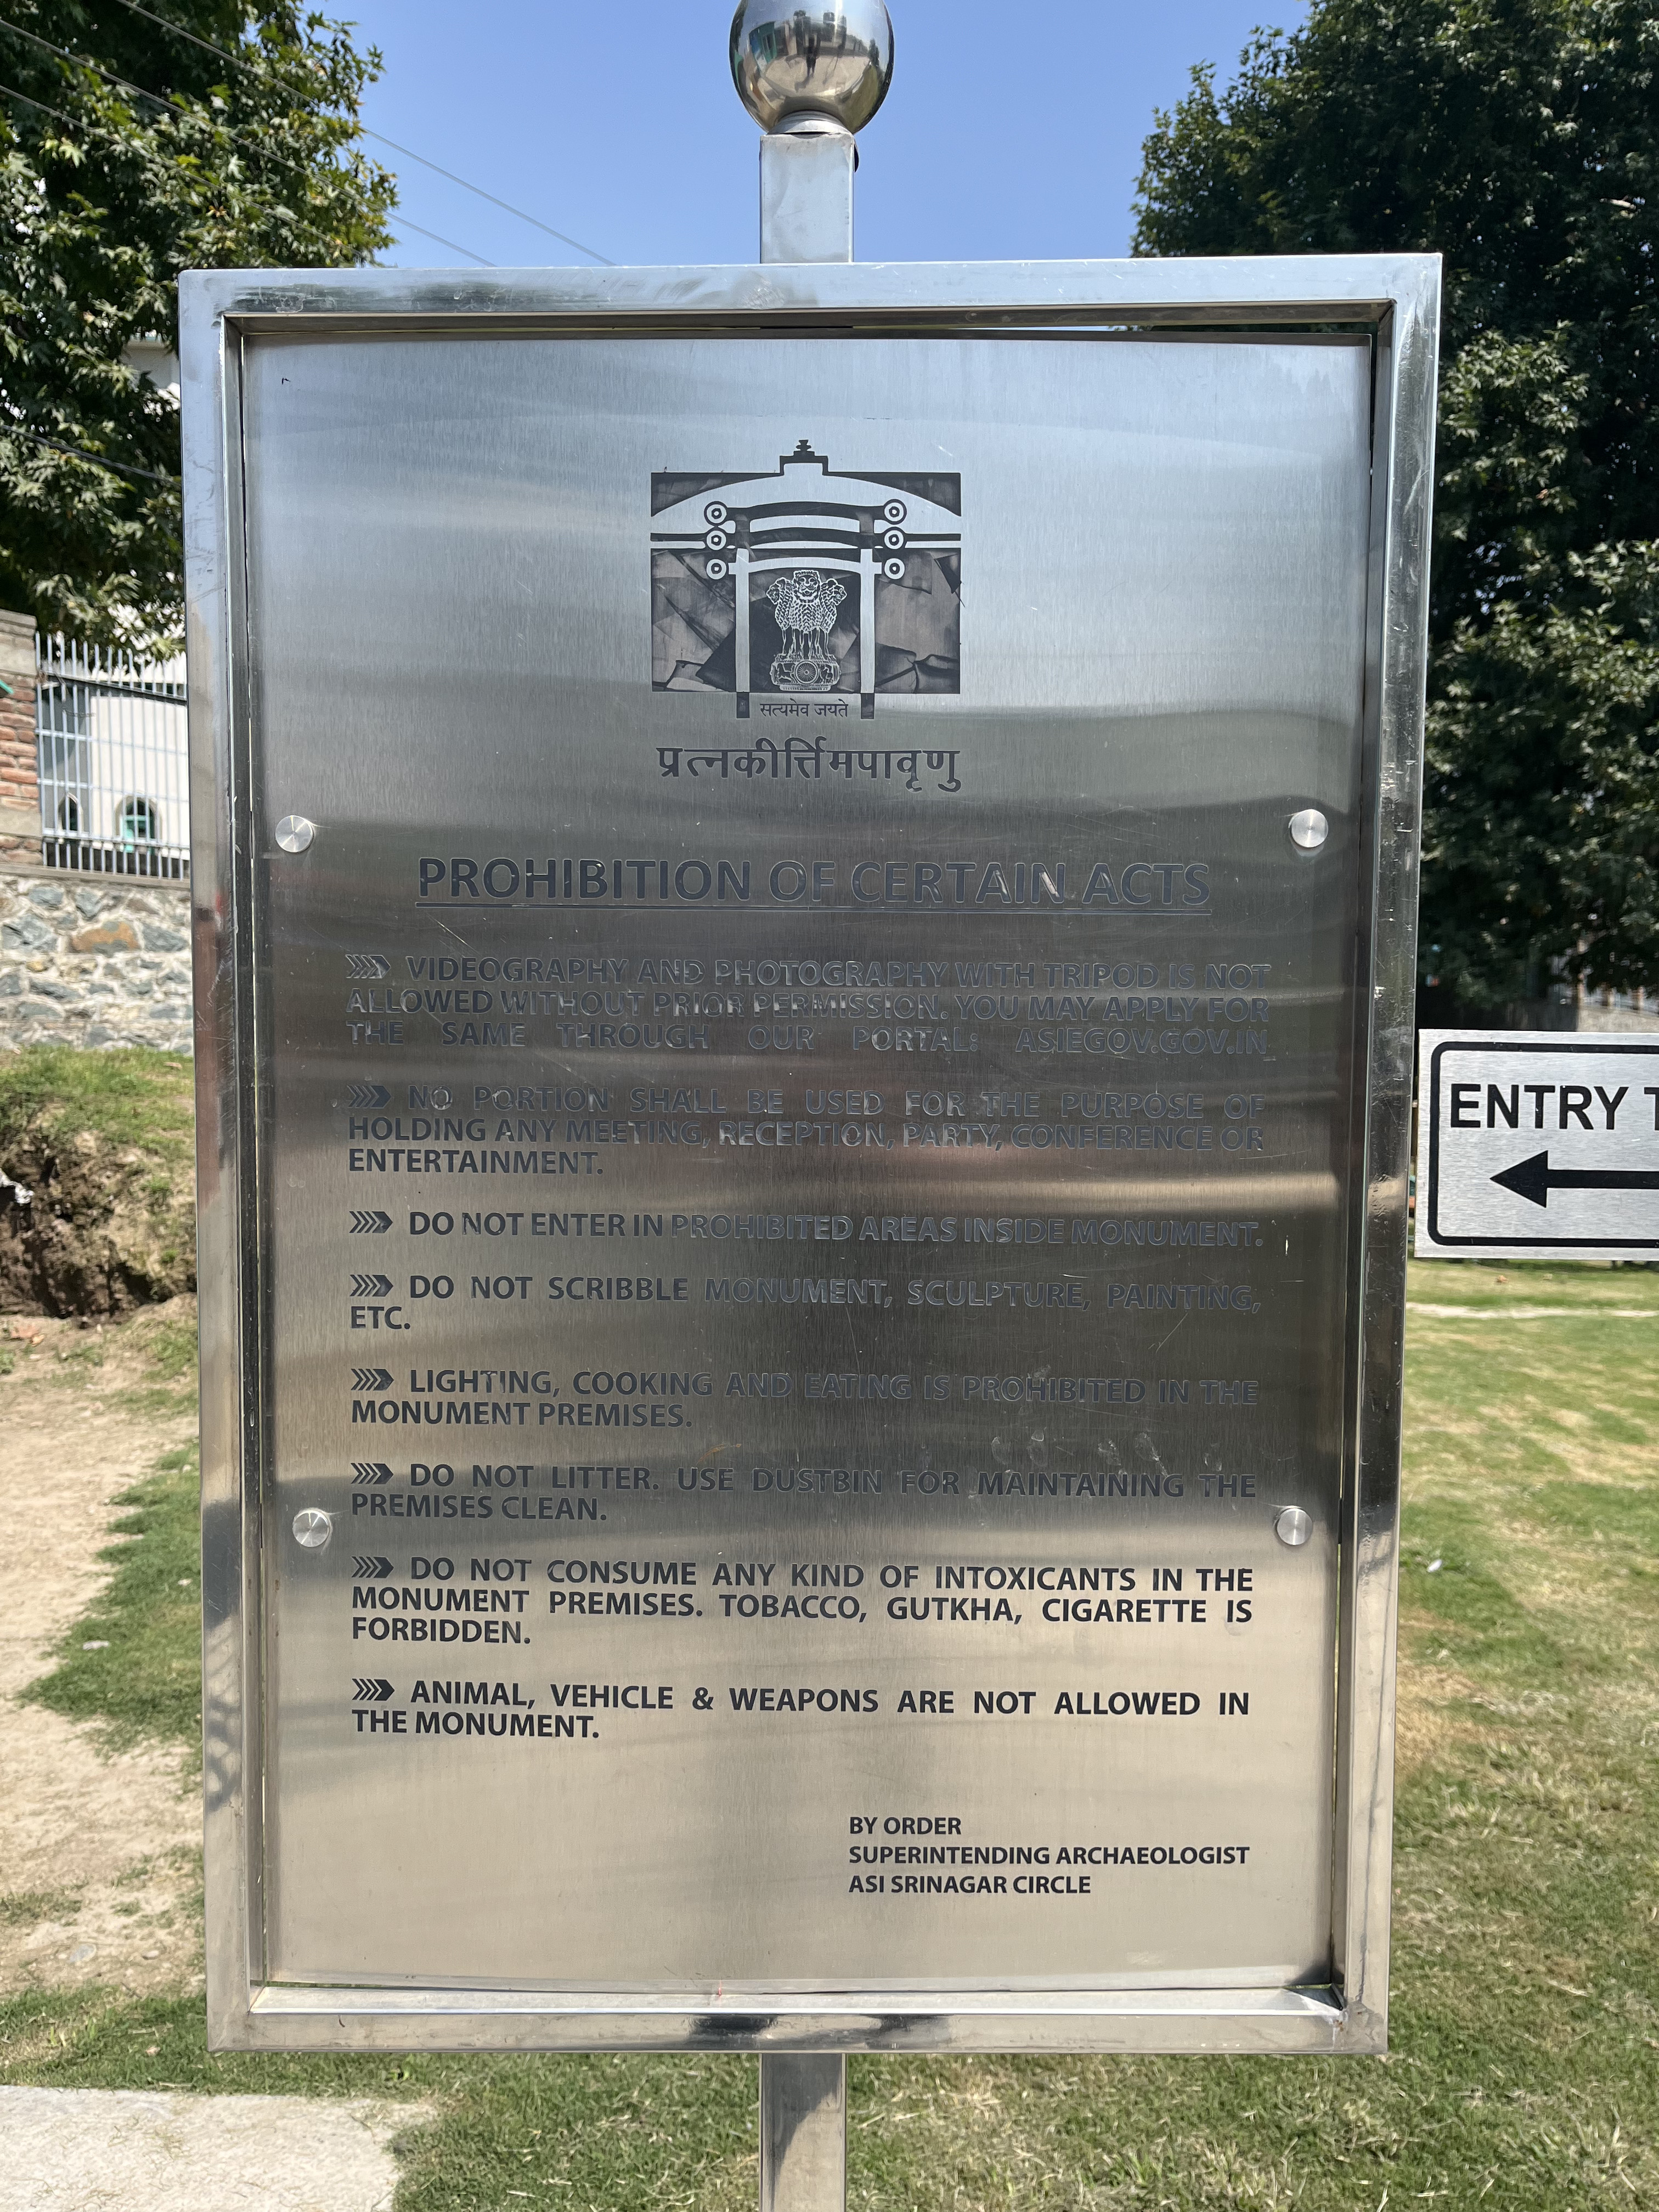 सत्यमेव जयते
प्रत्नकीर्त्तिमपावृणु
PROHIBITION OF CERTAIN ACTS
VIDEOGRAPHY AND PHOTOGRAPHY WITH TRIPOD IS NOT
ALLOWED WITHOUT PRIOR PERMISSION. YOU MAY APPLY FOR
THE SAME THROUGH OUR PORTAL: ASIEGOV.GOV.IN
NO PORTION SHALL BE USED FOR THE PURPOSE OF
HOLDING ANY MEETING, RECEPTION, PARTY, CONFERENCE OR
ENTERTAINMENT.
DO NOT ENTER IN PROHIBITED AREAS INSIDE MONUMENT.
DO NOT SCRIBBLE MONUMENT, SCULPTURE, PAINTING,
ETC.
LIGHTING, COOKING AND EATING IS PROHIBITED IN THE
MONUMENT PREMISES.
DO NOT LITTER. USE DUSTBIN FOR MAINTAINING THE
PREMISES CLEAN.
DO NOT CONSUME ANY KIND OF INTOXICANTS IN THE
MONUMENT PREMISES. TOBACCO, GUTKHA, CIGARETTE IS
FORBIDDEN.
ANIMAL, VEHICLE & WEAPONS ARE NOT ALLOWED IN
THE MONUMENT.
BY ORDER
SUPERINTENDING ARCHAEOLOGIST
ASI SRINAGAR CIRCLE
ENTRY